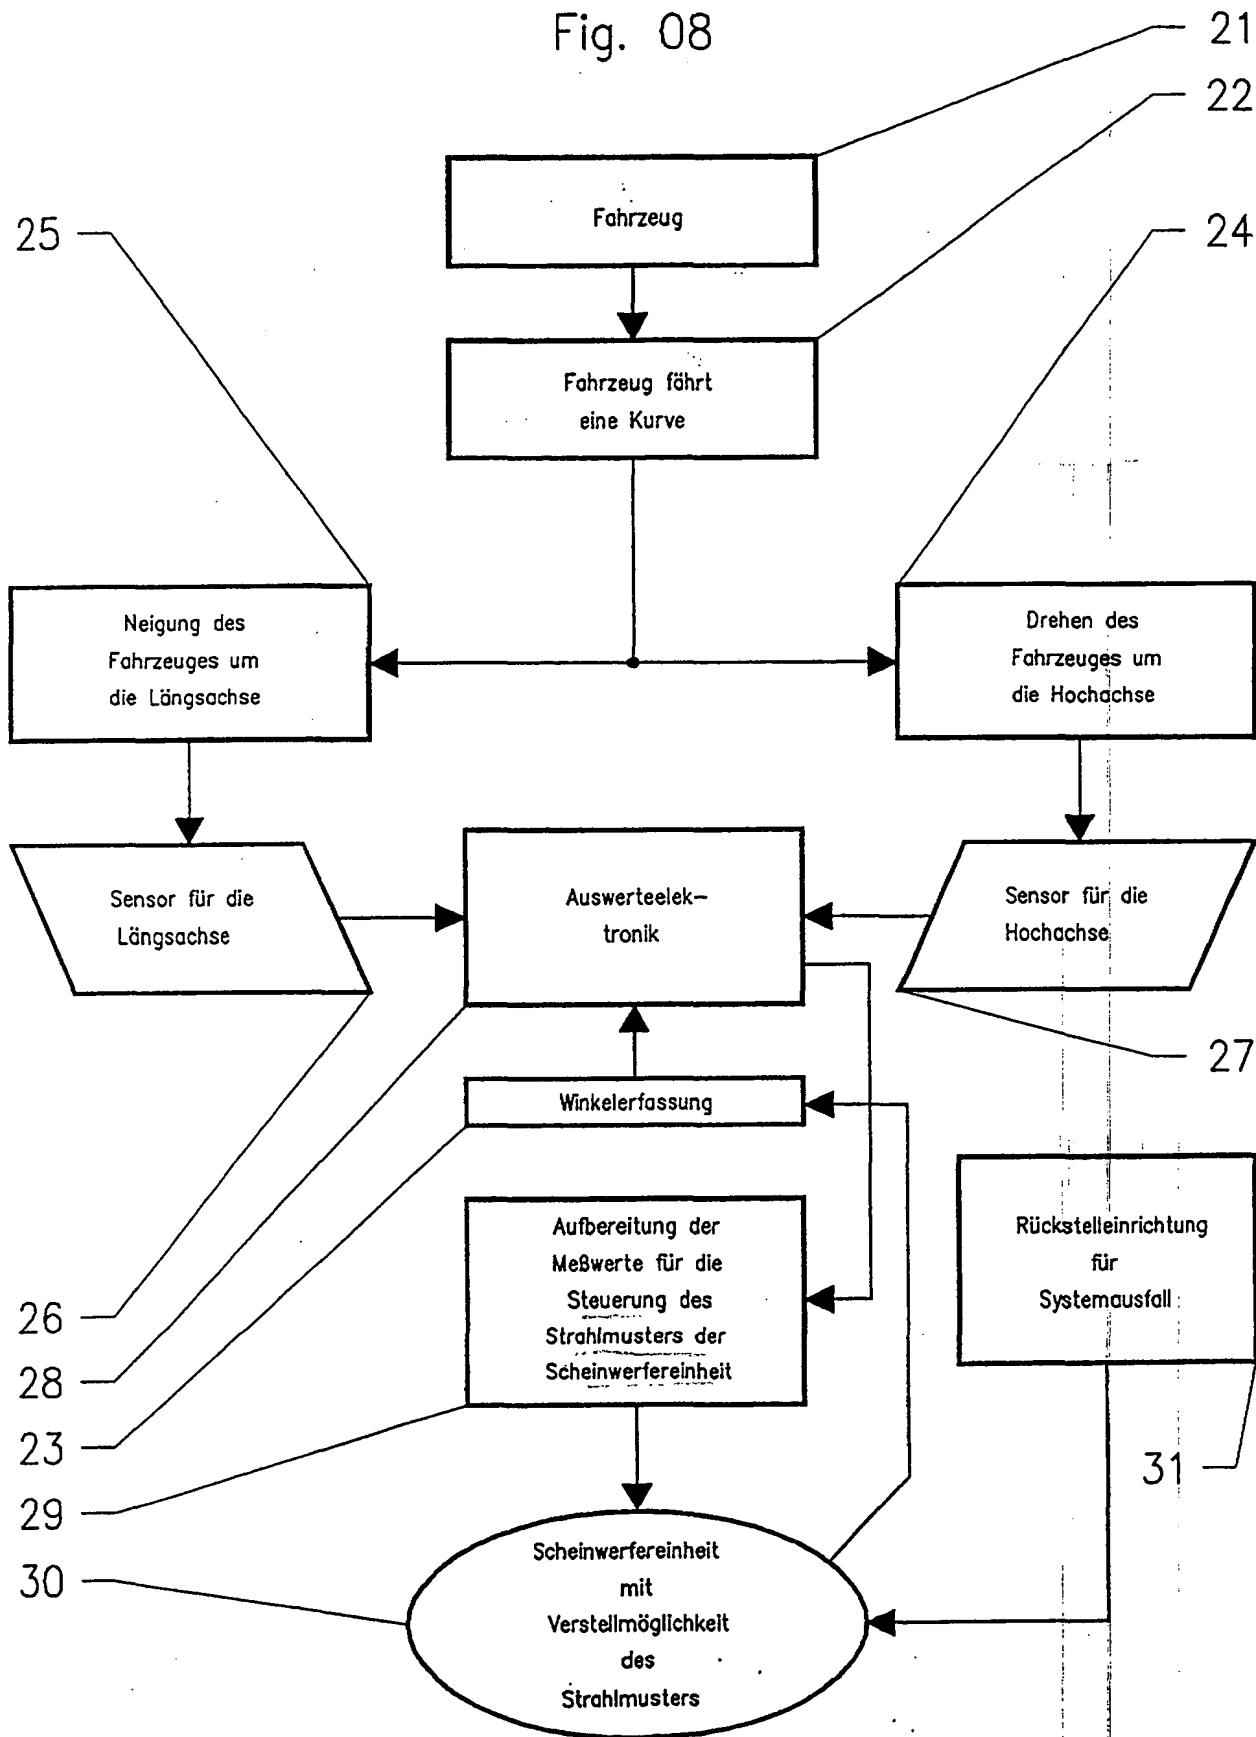 Fig. 08
21
22
Fahrzeug
25
24
Fahrzeug fährt
eine Kurve
Neigung des
Fahrzeuges um
die Längsachse
Drehen des
Fahrzeuges um
die Hochachse
Sensor für die
Längsachse
Auswerteelek-
tronik
Sensor für die
Hochachse
27
Winkelerfassung
Aufbereitung der
Meßwerte für die
Steuerung des
Strahlmusters der
Scheinwerfereinheit
Rückstelleinrichtung
für
Systemausfall
26
28
23
29
30
31
Scheinwerfereinheit
mit
Verstellmöglichkeit
des
Strahlmusters